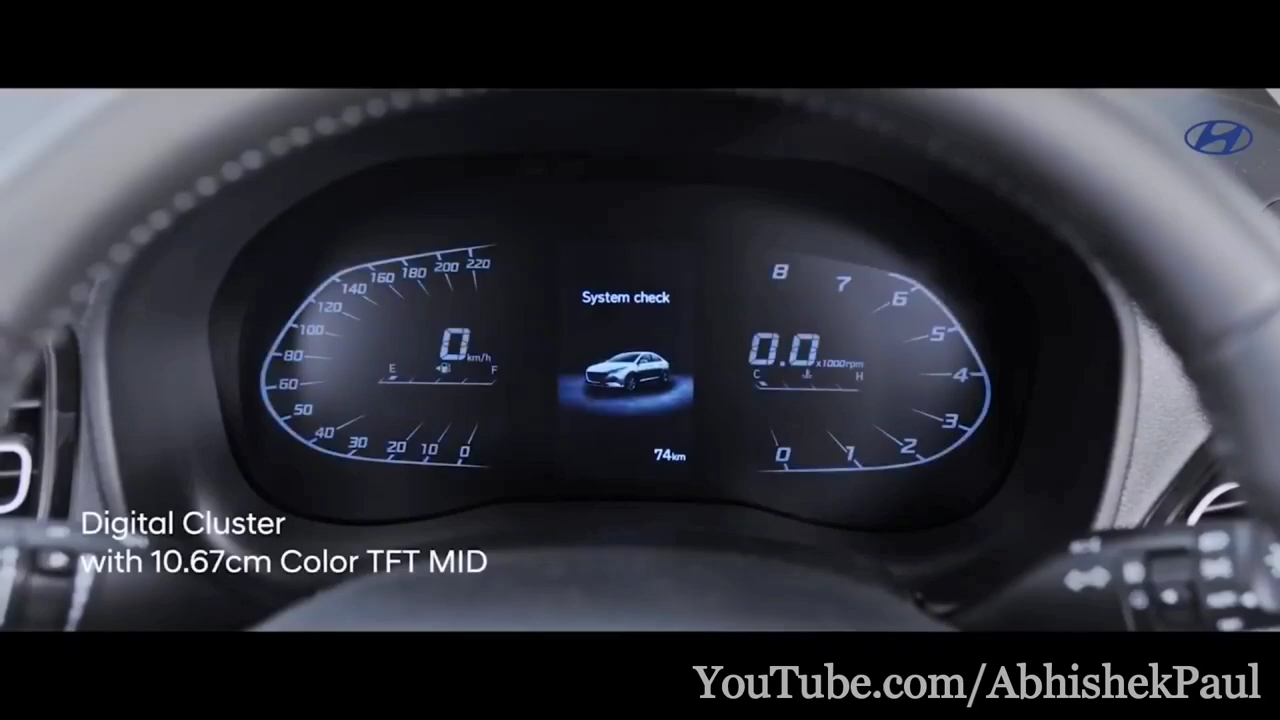 220
200
180
160
140
120
100
80
60
50
40
30
20
10
0
0 km/h
E F
System check
74km
8
7
6
5
4
3
2
1
0
0.0 x1000rpm
C H
Digital Cluster
with 10.67cm Color TFT MID
YouTube.com/AbhishekPaul